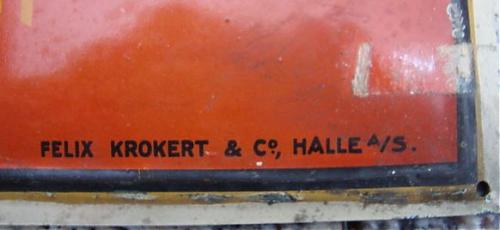 FELIX KROKERT & Cº, HALLE A/S.